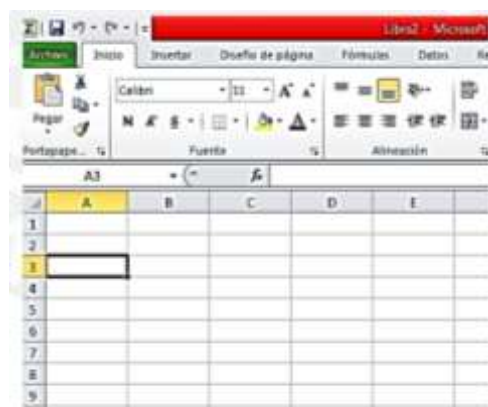 Libro2 - Microsoft
Archivo Inicio Insertar Diseño de página Fórmulas Datos Re
Calibri 11 A A
Pegar
N K S A
Portapape... Fuente Alineación
A3 fx
A B C D E
1
2
3
4
5
6
7
8
9